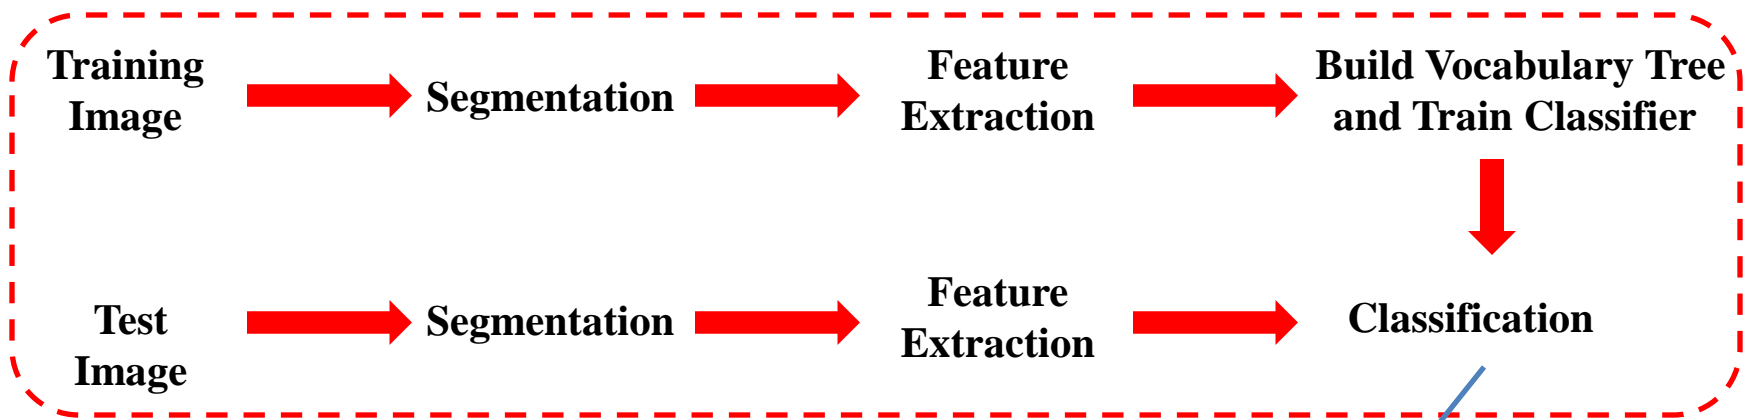 Training
Image
Segmentation
Feature
Extraction
Build Vocabulary Tree
and Train Classifier
Test
Image
Segmentation
Feature
Extraction
Classification